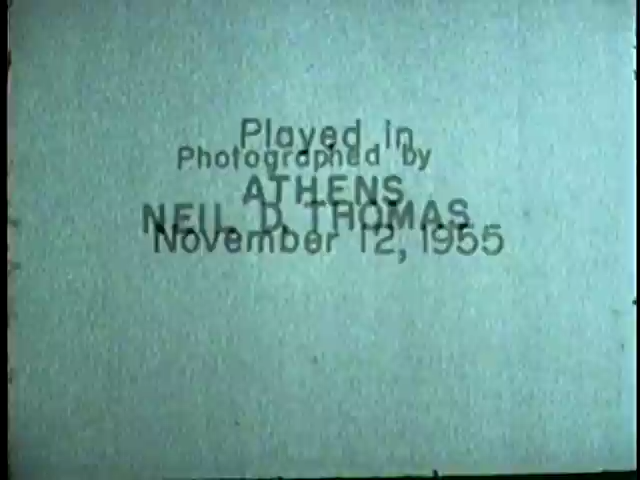 Played in
Photographed by
ATHENS
NEIL D. THOMAS
November 12, 1955